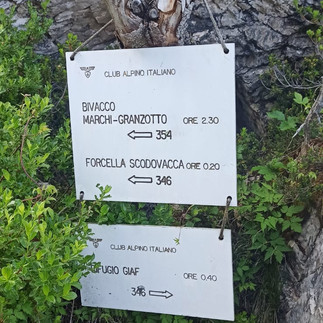 CLUB ALPINO ITALIANO
BIVACCO
MARCHI-GRANZOTTO ORE 2.30
354
FORCELLA SCODOVACCA ORE 0.20
346
CLUB ALPINO ITALIANO
FUGIO GIAF ORE 0.40
346